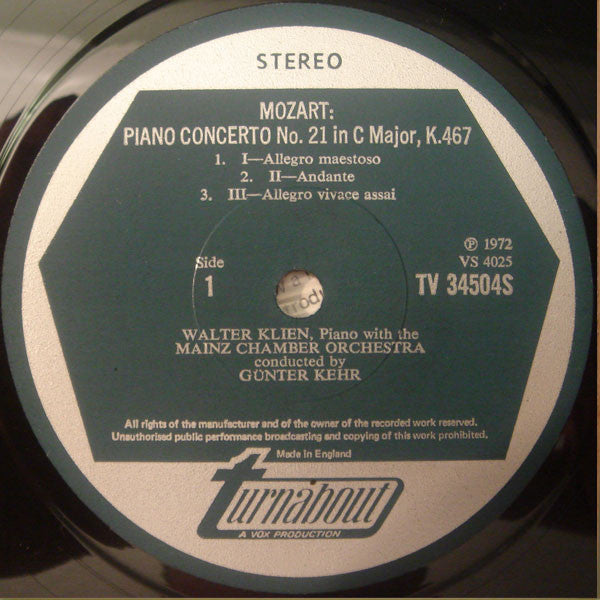 STEREO
MOZART:
PIANO CONCERTO No. 21 in C Major, K.467
1. I—Allegro maestoso
2. II—Andante
3. III—Allegro vivace assai
Side
1
℗ 1972
VS 4025
TV 34504S
WALTER KLIEN, Piano with the
MAINZ CHAMBER ORCHESTRA
conducted by
GÜNTER KEHR
All rights of the manufacturer and of the owner of the recorded work reserved.
Unauthorised public performance broadcasting and copying of this work prohibited.
Made in England
turnabout
A VOX PRODUCTION